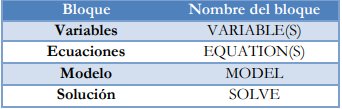 Bloque Nombre del bloque
Variables VARIABLE(S)
Ecuaciones EQUATION(S)
Modelo MODEL
Solución SOLVE